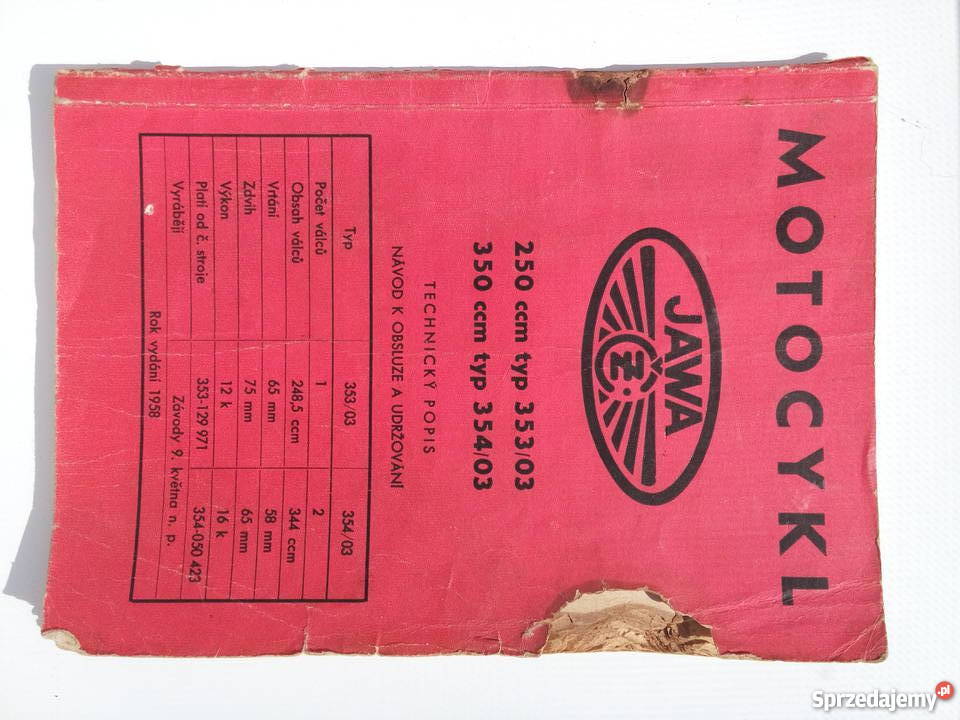 MOTOCYKL
JAWA
ČZ
250 ccm typ 353/03
350 ccm typ 354/03
TECHNICKÝ POPIS
NÁVOD K OBSLUZE A UDRŽOVÁNÍ
Typ 353/03 354/03
Počet válců 1 2
Obsah válců 248,5 ccm 344 ccm
Vrtání 65 mm 58 mm
Zdvih 75 mm 65 mm
Výkon 12 k 16 k
Platí od č. stroje 353-129 971 354-050 423
Vyrábějí Závody 9. května n. p.
Rok vydání 1958
Sprzedajemy.pl